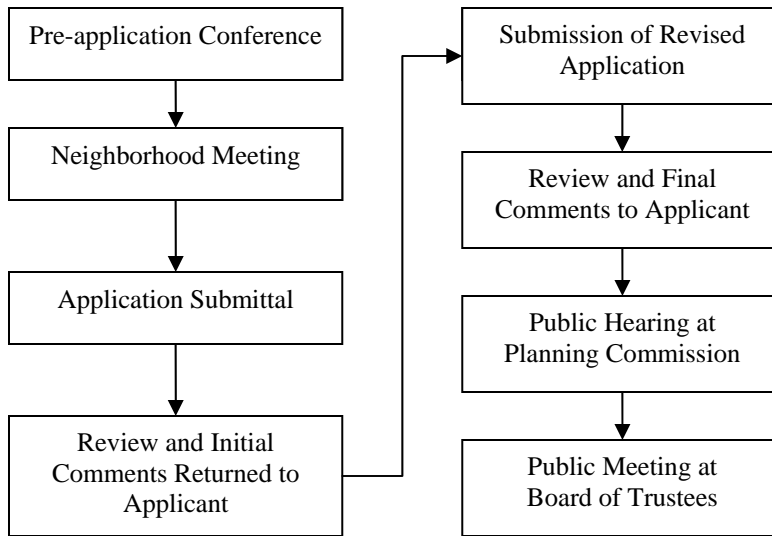 Pre-application Conference
Neighborhood Meeting
Application Submittal
Review and Initial
Comments Returned to
Applicant
Submission of Revised
Application
Review and Final
Comments to Applicant
Public Hearing at
Planning Commission
Public Meeting at
Board of Trustees